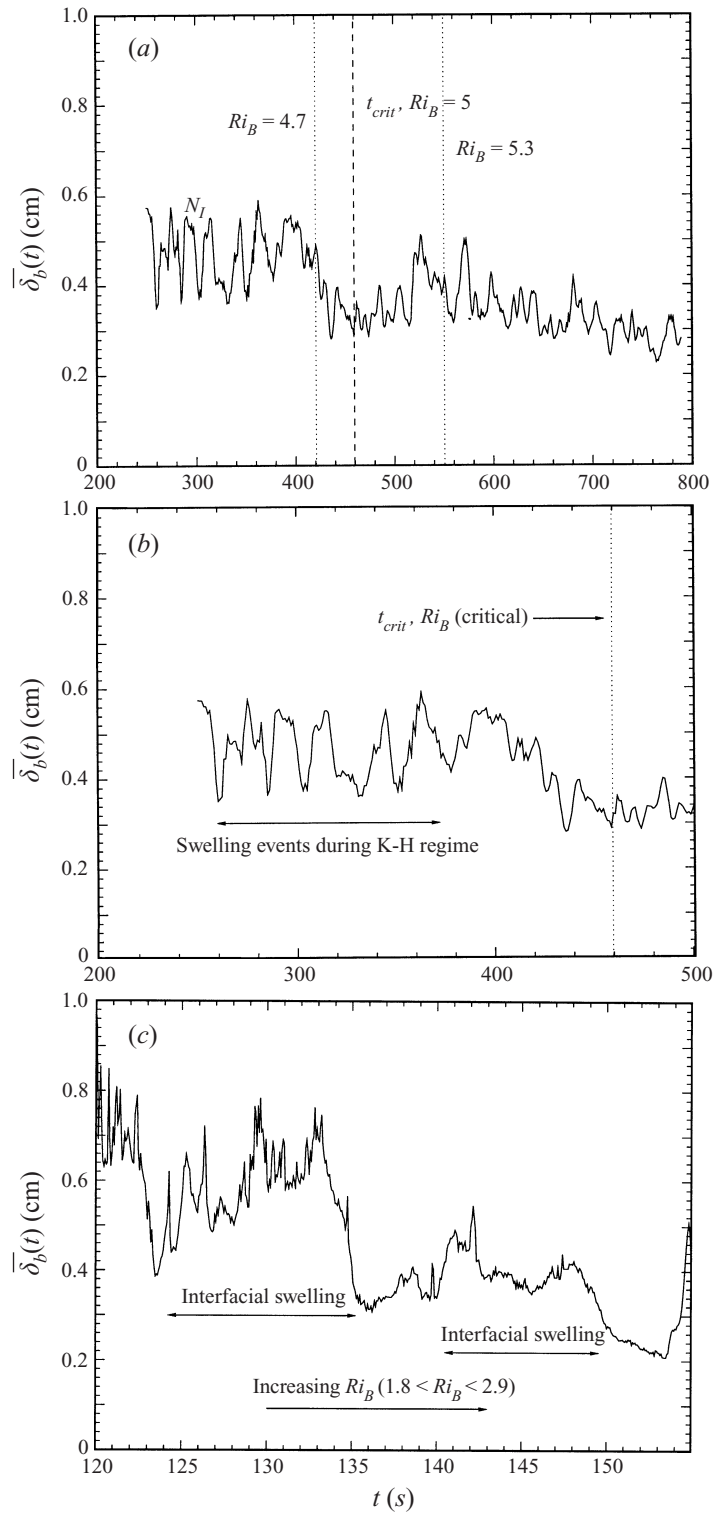 (a)
1.0
0.8
0.6
0.4
0.2
0
δ_b(t) (cm)
Ri_B = 4.7
t_crit, Ri_B = 5
Ri_B = 5.3
N_I
200 300 400 500 600 700 800
(b)
1.0
0.8
0.6
0.4
0.2
0
δ_b(t) (cm)
t_crit, Ri_B (critical)
Swelling events during K-H regime
200 300 400 500
(c)
1.0
0.8
0.6
0.4
0.2
0
δ_b(t) (cm)
Interfacial swelling
Interfacial swelling
Increasing Ri_B (1.8 < Ri_B < 2.9)
120 125 130 135 140 145 150
t (s)